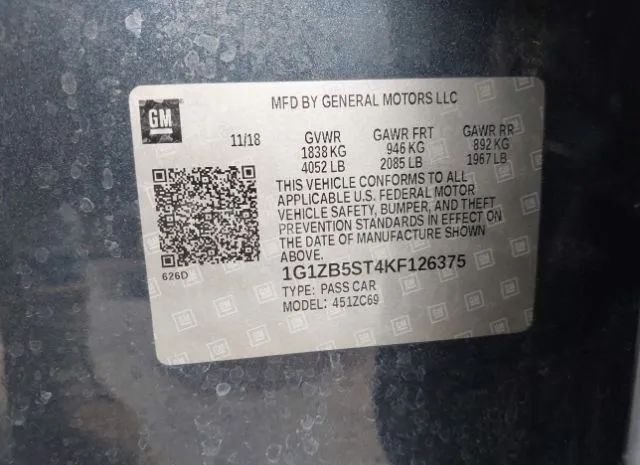 GM
MFD BY GENERAL MOTORS LLC
11/18 GVWR GAWR FRT GAWR RR
1838 KG 946 KG 892 KG
4052 LB 2085 LB 1967 LB
THIS VEHICLE CONFORMS TO ALL
APPLICABLE U.S. FEDERAL MOTOR
VEHICLE SAFETY, BUMPER, AND THEFT
PREVENTION STANDARDS IN EFFECT ON
THE DATE OF MANUFACTURE SHOWN
ABOVE.
626D
1G1ZB5ST4KF126375
TYPE: PASS CAR
MODEL: 451ZC69